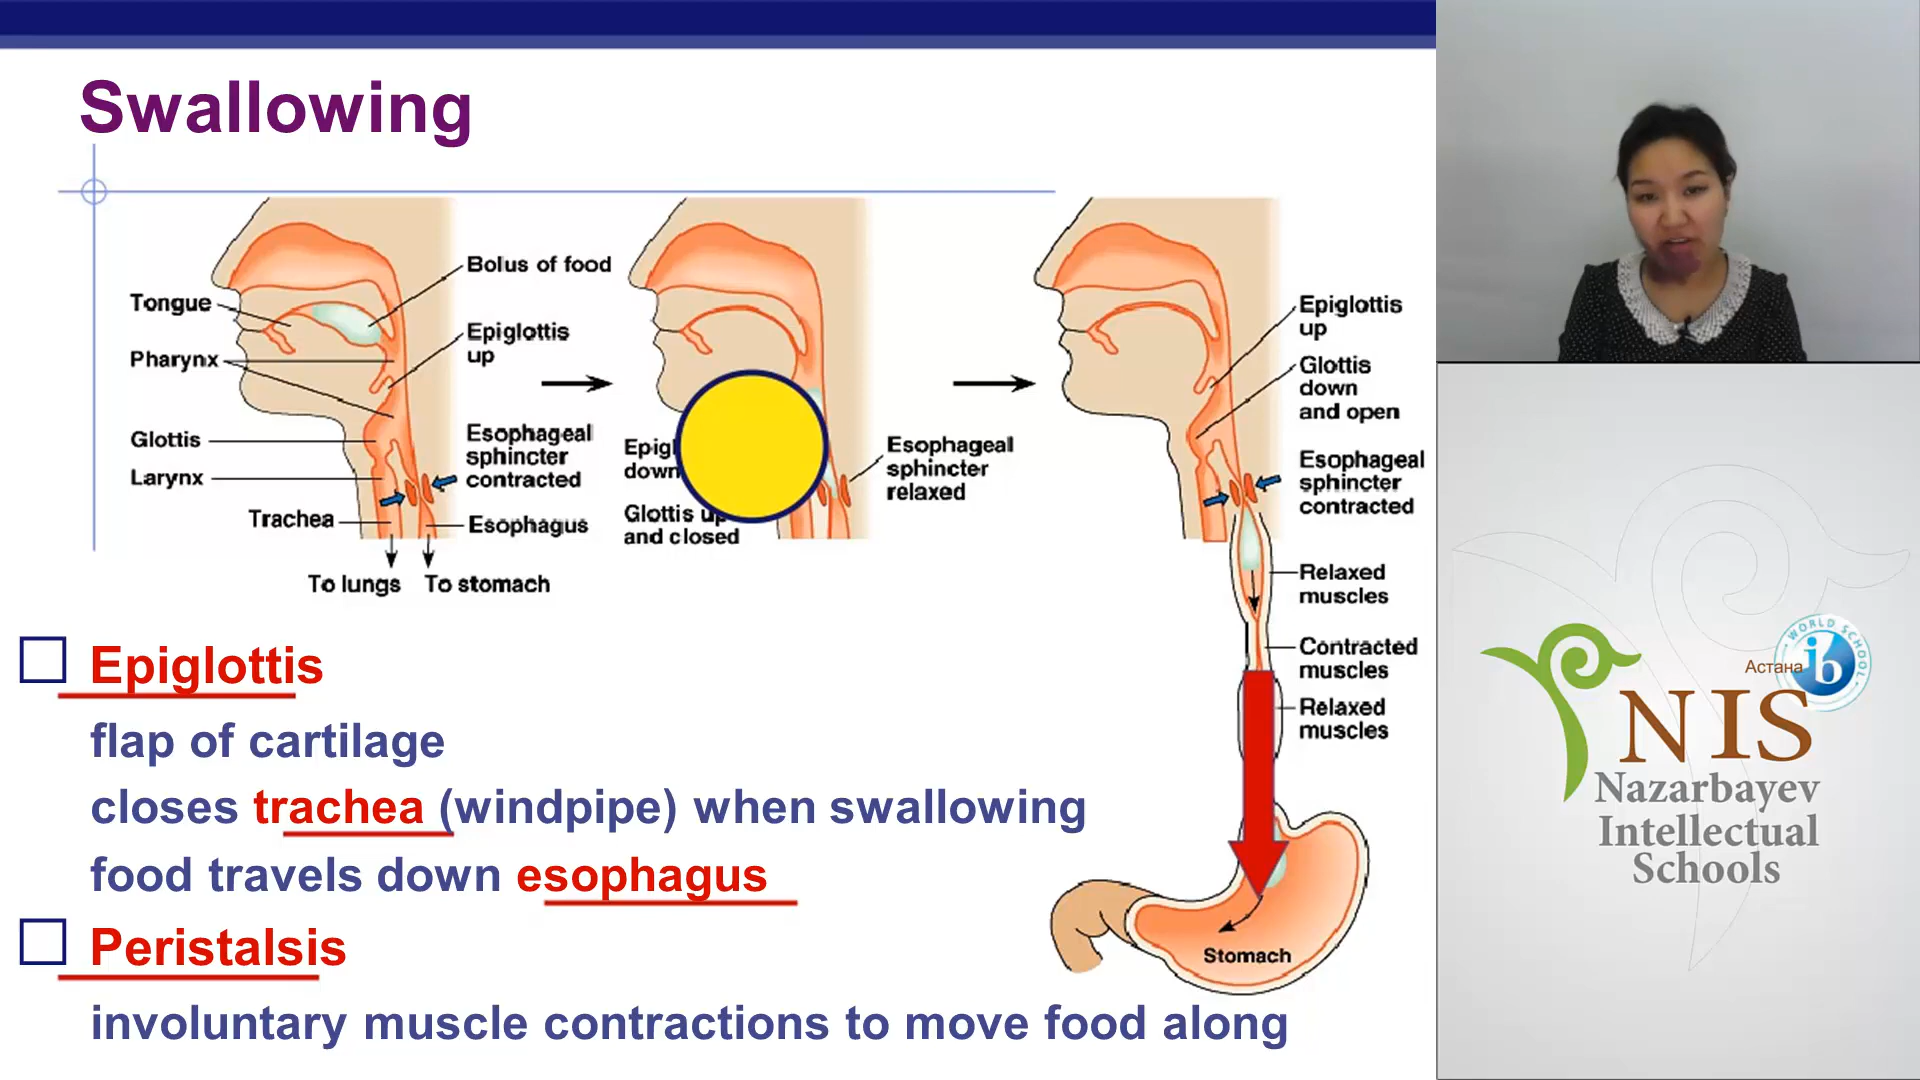 Swallowing
Bolus of food
Tongue
Epiglottis
up
Pharynx
Glottis
Larynx
Esophageal
sphincter
contracted
Trachea
Esophagus
To lungs
To stomach
down
Glottis up
and closed
Esophageal
sphincter
relaxed
Epiglottis
up
Glottis
down
and open
Esophageal
sphincter
contracted
Relaxed
muscles
Contracted
muscles
Relaxed
muscles
Stomach
Epiglottis
flap of cartilage
closes trachea (windpipe) when swallowing
food travels down esophagus
Peristalsis
involuntary muscle contractions to move food along
WORLD SCHOOL
Астана
ib
NIS
Nazarbayev
Intellectual
Schools